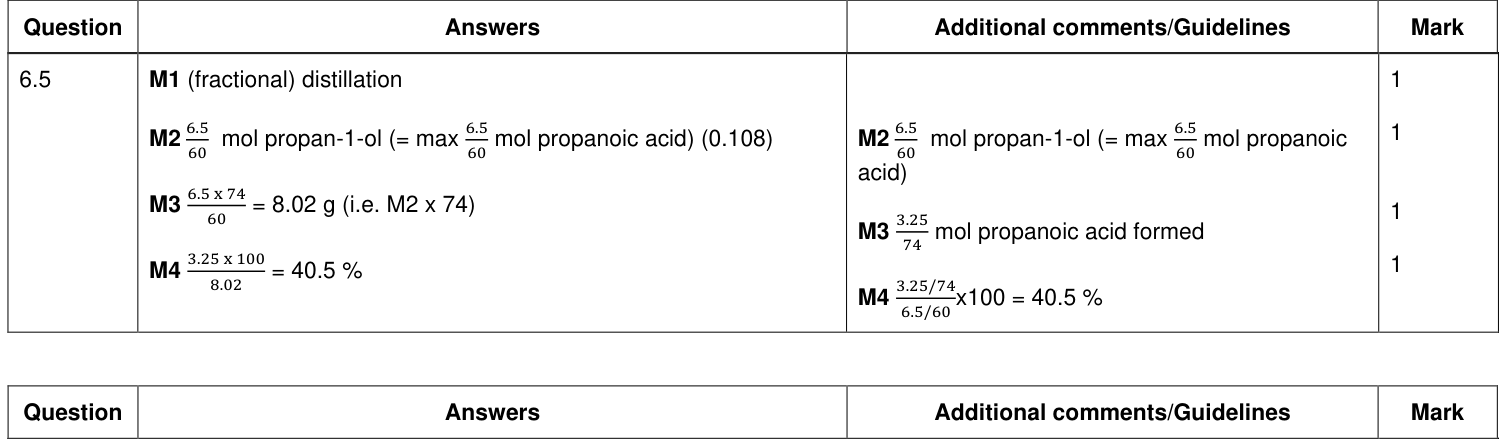 Question Answers Additional comments/Guidelines Mark
6.5 M1 (fractional) distillation 1
M2 6.5/60 mol propan-1-ol (= max 6.5/60 mol propanoic acid) (0.108) 1
M3 6.5 x 74/60 = 8.02 g (i.e. M2 x 74) 1
M4 3.25 x 100/8.02 = 40.5 % 1
M2 6.5/60 mol propan-1-ol (= max 6.5/60 mol propanoic
acid)
M3 3.25/74 mol propanoic acid formed
M4 3.25/74/6.5/60 x100 = 40.5 %
Question Answers Additional comments/Guidelines Mark